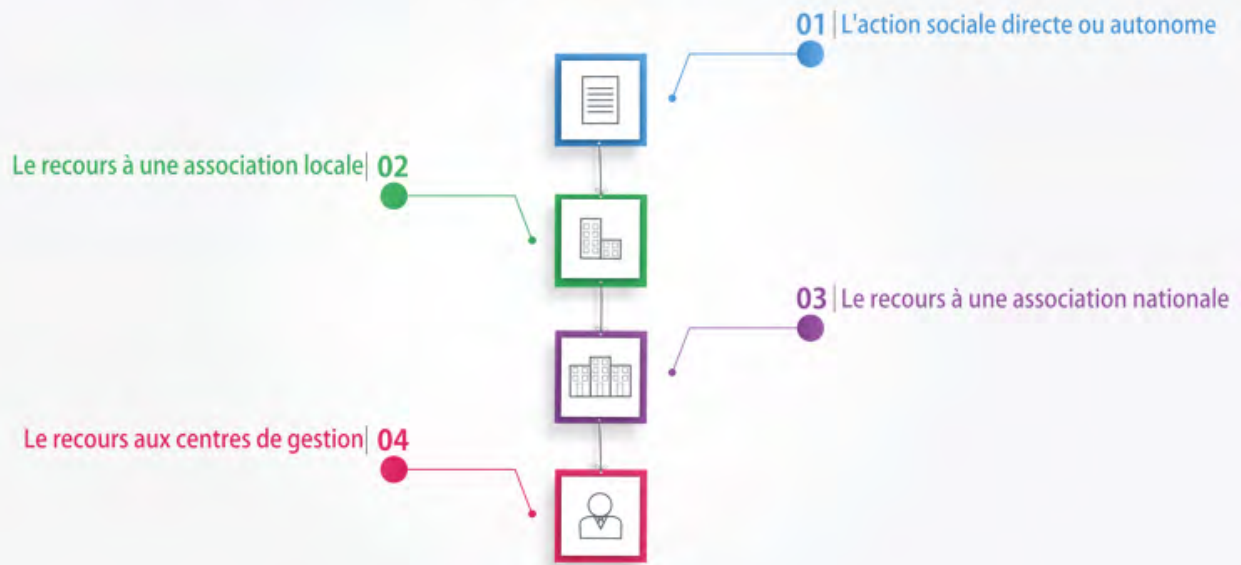 01 | L'action sociale directe ou autonome
Le recours à une association locale | 02
03 | Le recours à une association nationale
Le recours aux centres de gestion | 04